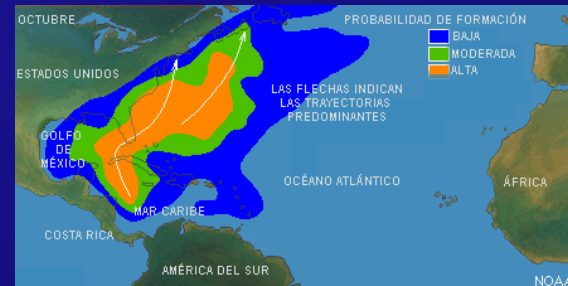 OCTUBRE
PROBABILIDAD DE FORMACIÓN
BAJA
MODERADA
ALTA
ESTADOS UNIDOS
LAS FLECHAS INDICAN
LAS TRAYECTORIAS
PREDOMINANTES
GOLFO
DE
MÉXICO
OCÉANO ATLÁNTICO
ÁFRICA
MAR CARIBE
COSTA RICA
AMÉRICA DEL SUR
NOAA